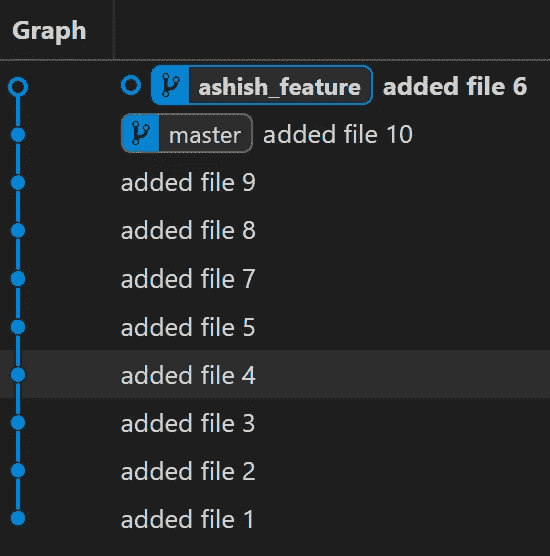 Graph
ashish_feature added file 6
master added file 10
added file 9
added file 8
added file 7
added file 5
added file 4
added file 3
added file 2
added file 1